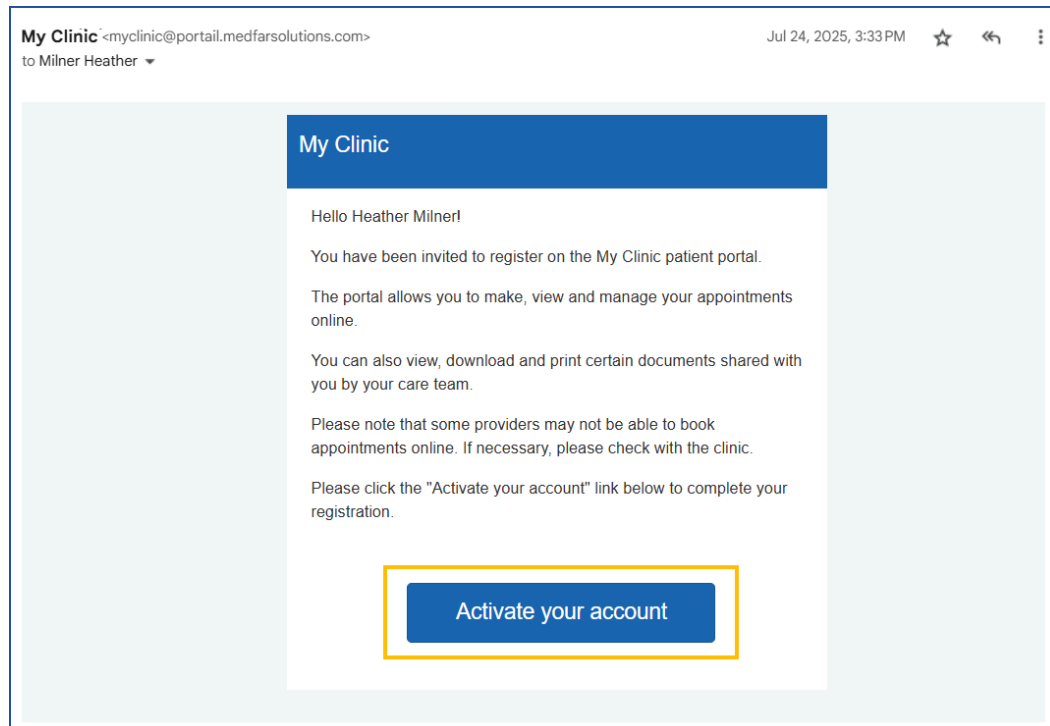 My Clinic <myclinic@portail.medfarsolutions.com> Jul 24, 2025, 3:33 PM
to Milner Heather
My Clinic
Hello Heather Milner!
You have been invited to register on the My Clinic patient portal.
The portal allows you to make, view and manage your appointments
online.
You can also view, download and print certain documents shared with
you by your care team.
Please note that some providers may not be able to book
appointments online. If necessary, please check with the clinic.
Please click the "Activate your account" link below to complete your
registration.
Activate your account